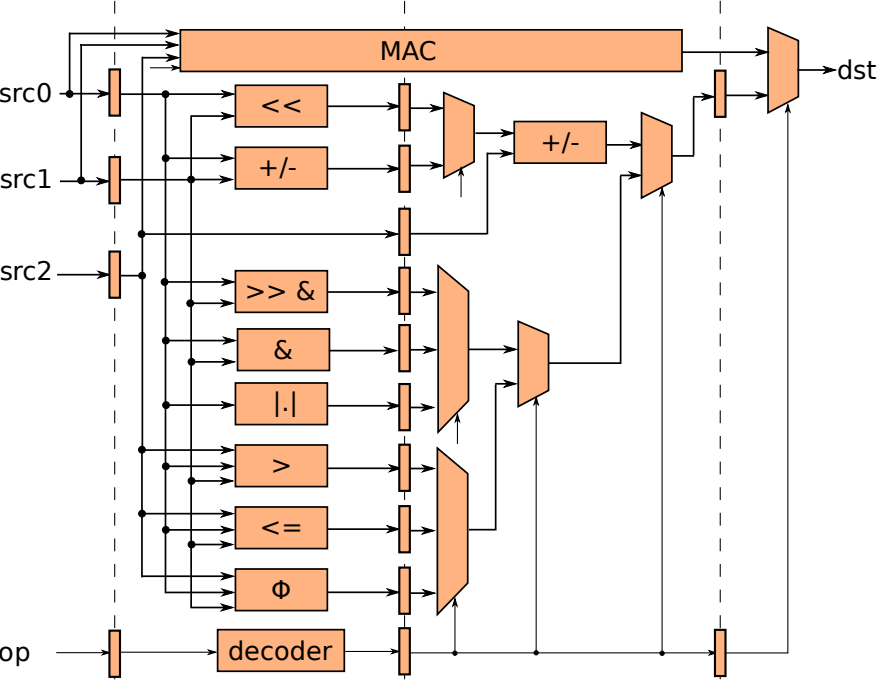 MAC
dst
src0
<<
src1
+/-
+/-
src2
>> &
&
|.|
>
<=
Φ
op
decoder